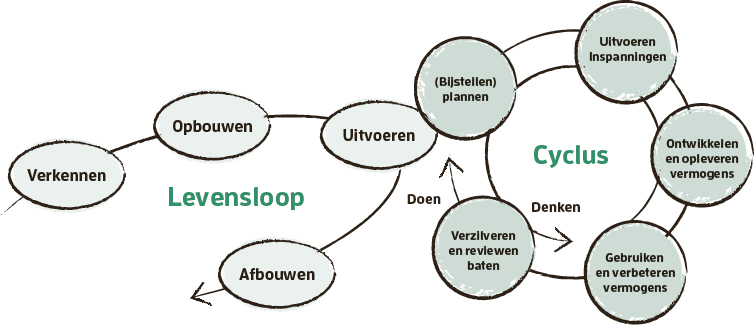 Verkennen
Opbouwen
Uitvoeren
Levensloop
Afbouwen
(Bijstellen)
plannen
Uitvoeren
Inspanningen
Ontwikkelen
en opleveren
vermogens
Gebruiken
en verbeteren
vermogens
Verzilveren
en reviewen
baten
Cyclus
Doen
Denken